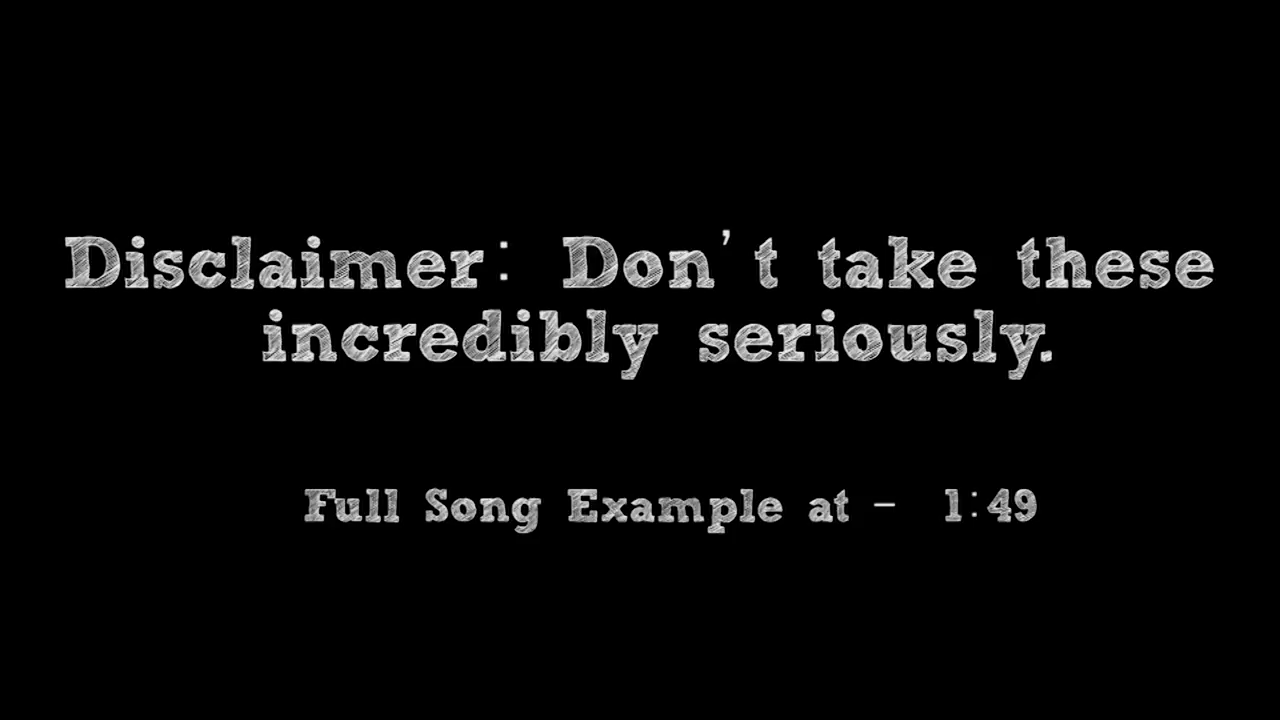 Disclaimer: Don't take these
incredibly seriously.
Full Song Example at - 1:49